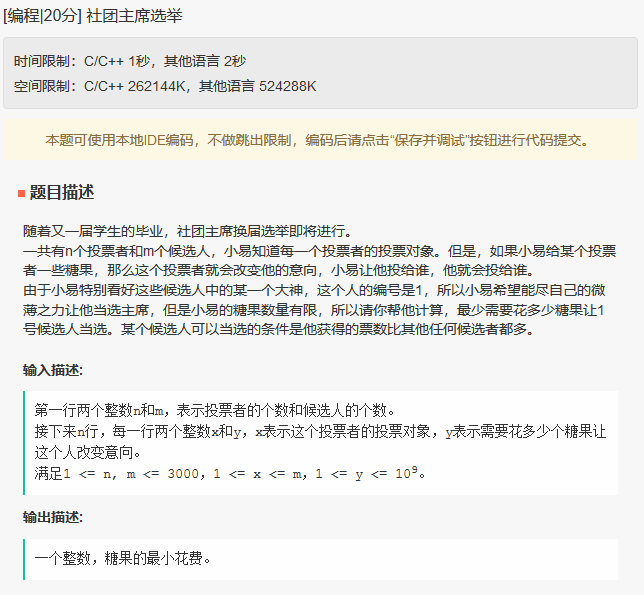 [编程|20分] 社团主席选举
时间限制：C/C++ 1秒，其他语言 2秒
空间限制：C/C++ 262144K，其他语言 524288K
本题可使用本地IDE编码，不做跳出限制，编码后请点击“保存并调试”按钮进行代码提交。
题目描述
随着又一届学生的毕业，社团主席换届选举即将进行。
一共有n个投票者和m个候选人，小易知道每一个投票者的投票对象。但是，如果小易给某个投票
者一些糖果，那么这个投票者就会改变他的意向，小易让他投给谁，他就会投给谁。
由于小易特别看好这些候选人中的某一个大神，这个人的编号是1，所以小易希望能尽自己的微
薄之力让他当选主席，但是小易的糖果数量有限，所以请你帮他计算，最少需要花多少糖果让1
号候选人当选。某个候选人可以当选的条件是他获得的票数比其他任何候选者都多。
输入描述:
第一行两个整数n和m，表示投票者的个数和候选人的个数。
接下来n行，每一行两个整数x和y，x表示这个投票者的投票对象，y表示需要花多少个糖果让
这个人改变意向。
满足1 <= n, m <= 3000，1 <= x <= m，1 <= y <= 10⁹。
输出描述:
一个整数，糖果的最小花费。